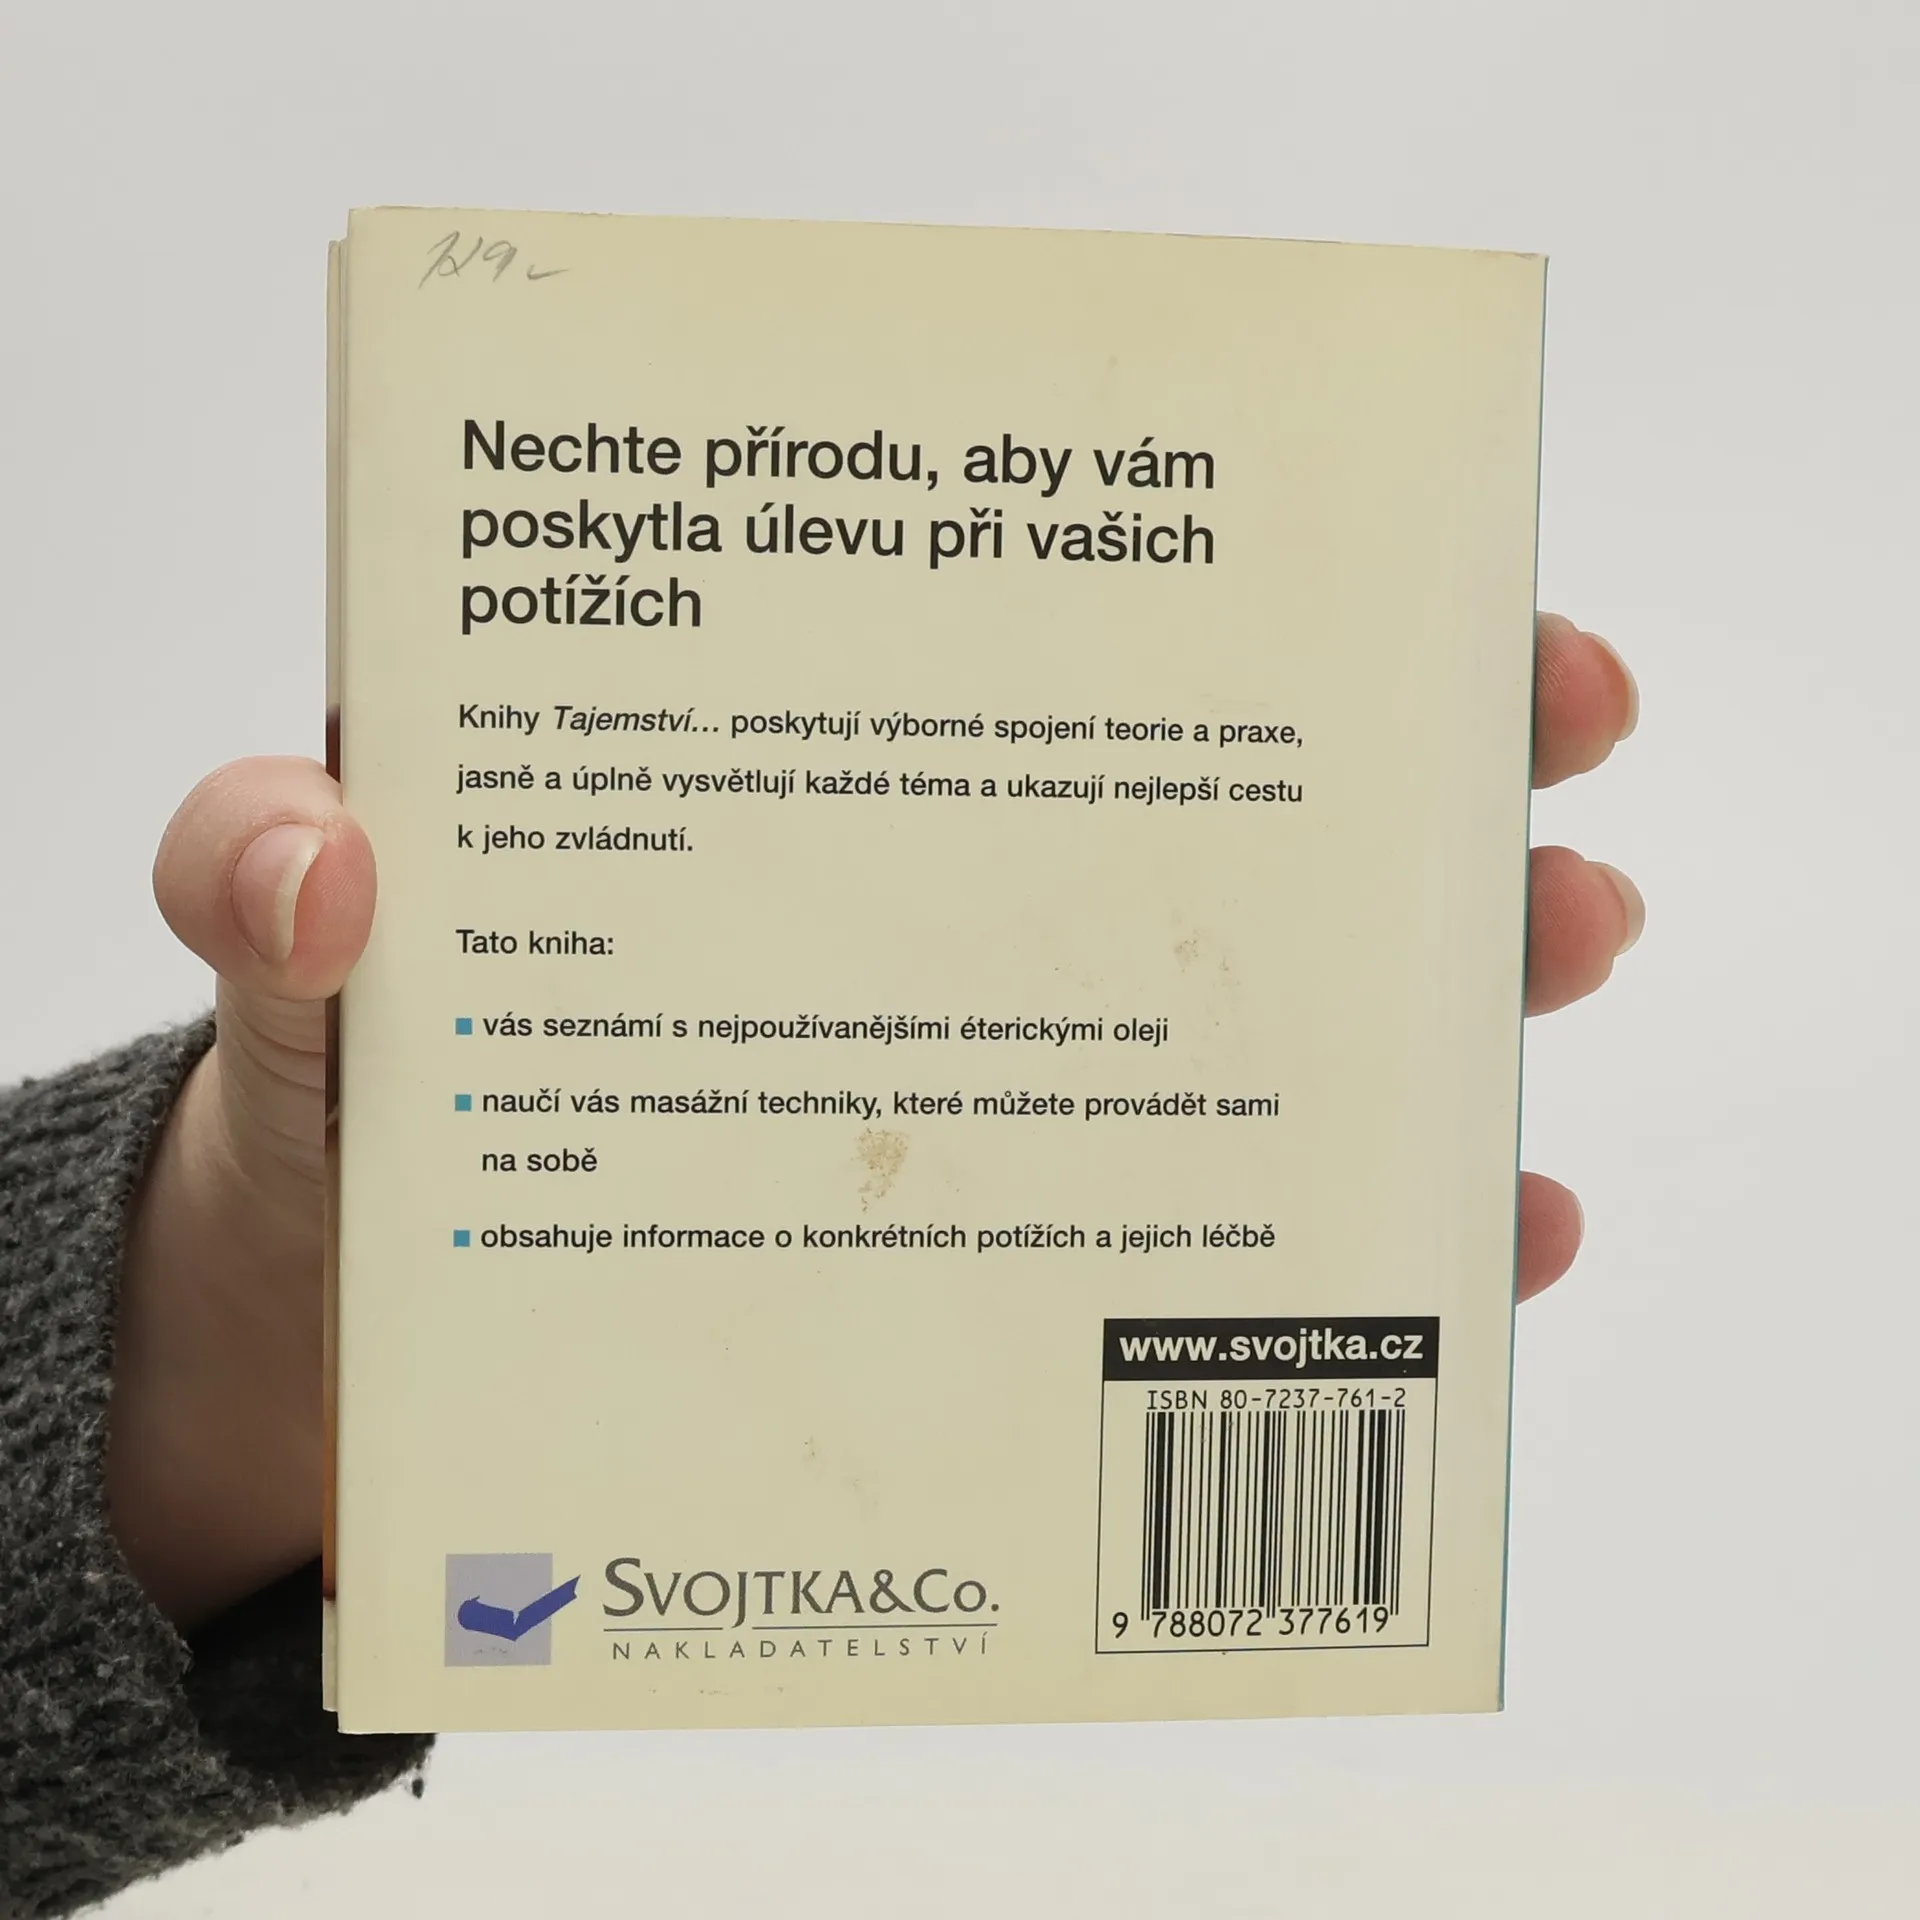 129,-
Nechte přírodu, aby vám
poskytla úlevu při vašich
potížích
Knihy Tajemství... poskytují výborné spojení teorie a praxe,
jasně a úplně vysvětlují každé téma a ukazují nejlepší cestu
k jeho zvládnutí.
Tato kniha:
vás seznámí s nejpoužívanějšími éterickými oleji
naučí vás masážní techniky, které můžete provádět sami
na sobě
obsahuje informace o konkrétních potížích a jejich léčbě
www.svojtka.cz
ISBN 80-7237-761-2
9 788072 377619
SVOJTKA&CO.
NAKLADATELSTVÍ